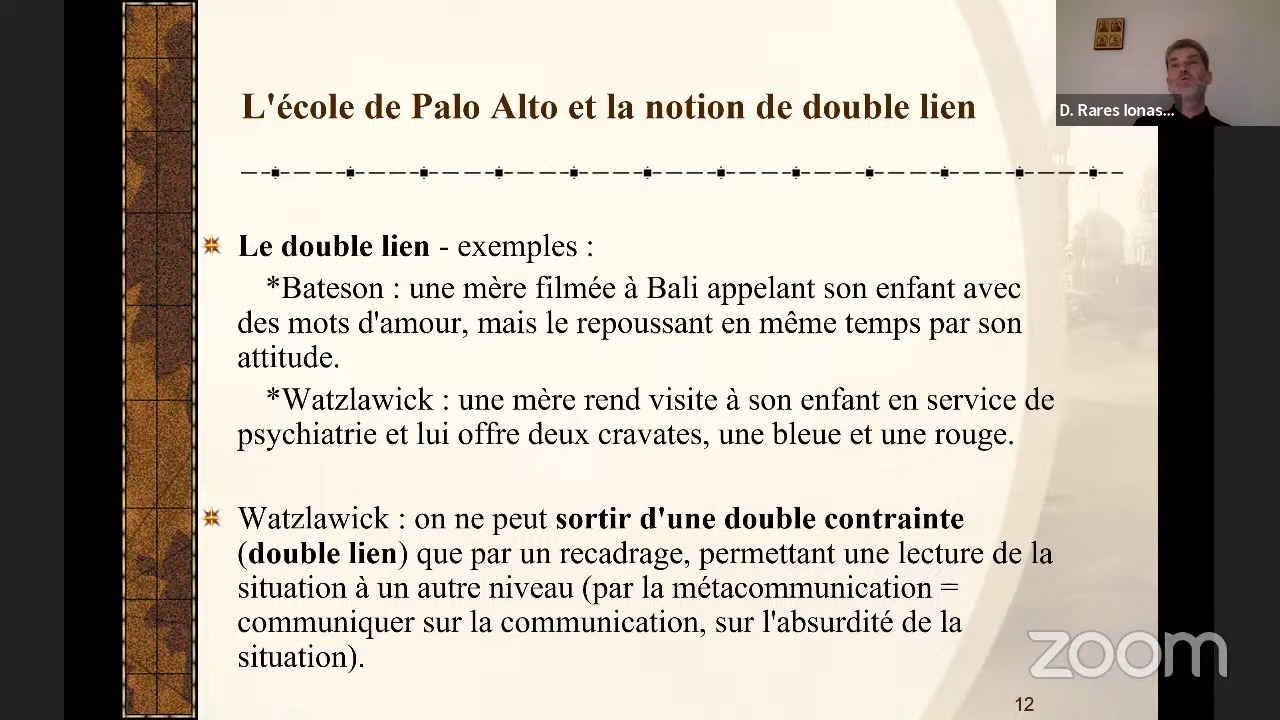 L'école de Palo Alto et la notion de double lien
D. Rares Ionas...
Le double lien - exemples :
*Bateson : une mère filmée à Bali appelant son enfant avec
des mots d'amour, mais le repoussant en même temps par son
attitude.
*Watzlawick : une mère rend visite à son enfant en service de
psychiatrie et lui offre deux cravates, une bleue et une rouge.
Watzlawick : on ne peut sortir d'une double contrainte
(double lien) que par un recadrage, permettant une lecture de la
situation à un autre niveau (par la métacommunication =
communiquer sur la communication, sur l'absurdité de la
situation).
zoom
12